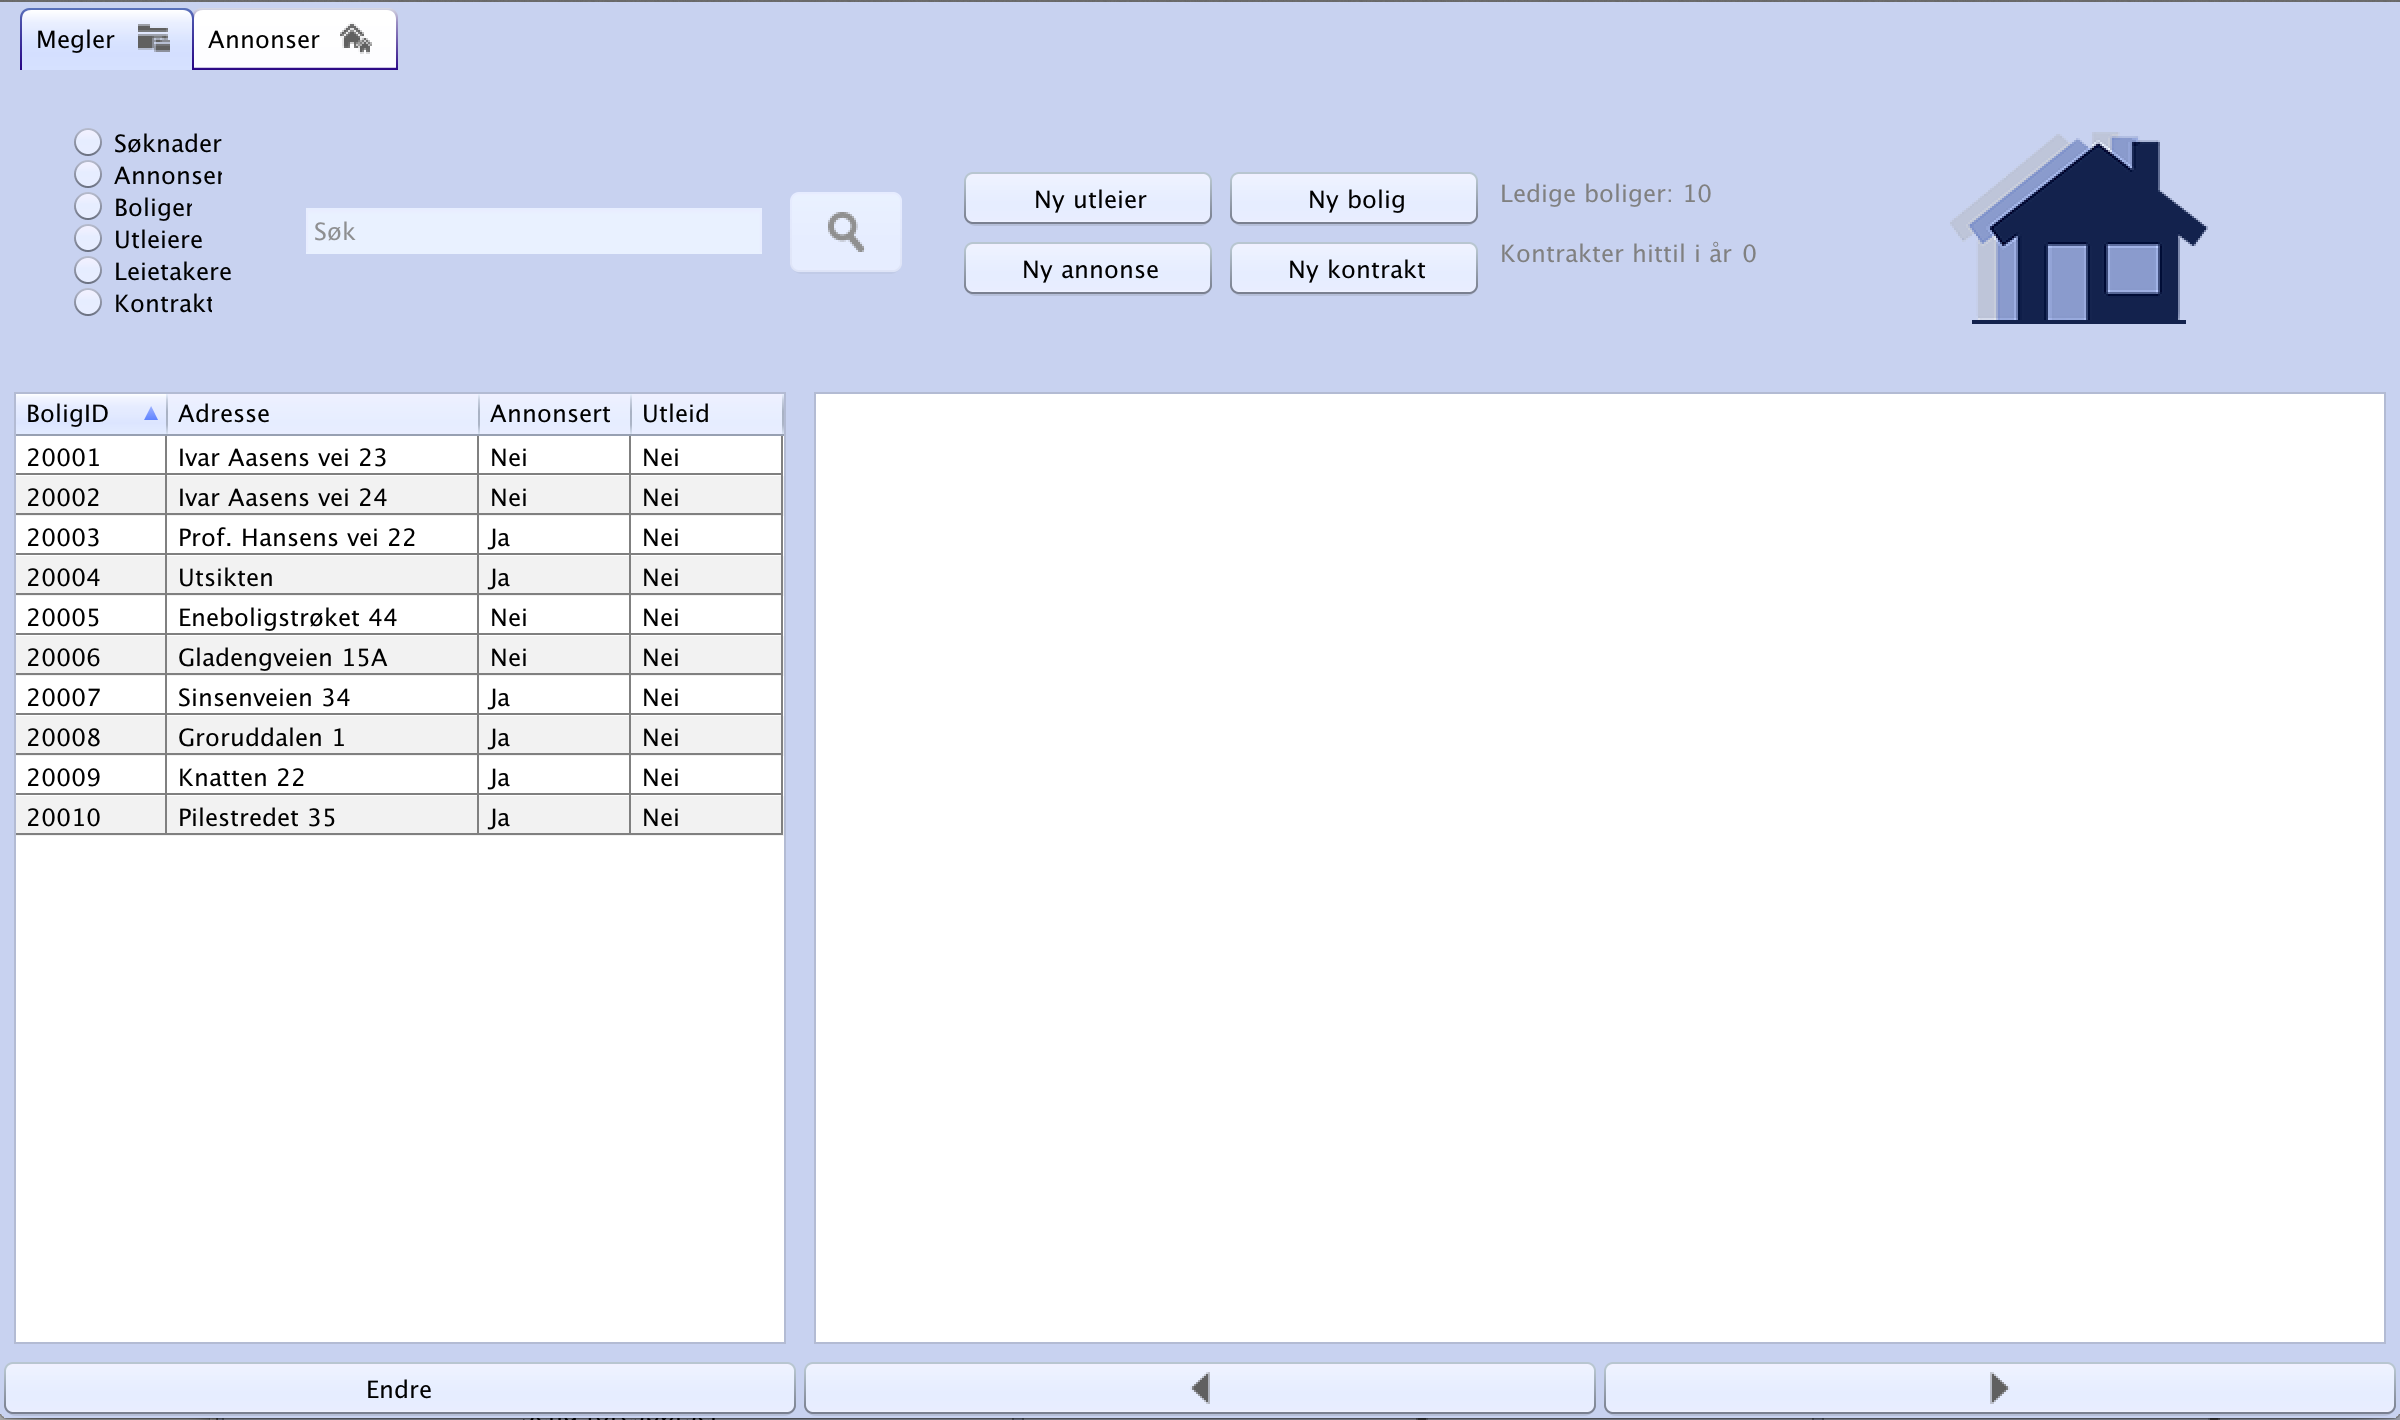 Megler
Annonser
Søknader
Annonser
Boliger
Utleiere
Leietakere
Kontrakt
Søk
Ny utleier
Ny bolig
Ny annonse
Ny kontrakt
Ledige boliger: 10
Kontrakter hittil i år 0
BoligID Adresse Annonsert Utleid
20001 Ivar Aasens vei 23 Nei Nei
20002 Ivar Aasens vei 24 Nei Nei
20003 Prof. Hansens vei 22 Ja Nei
20004 Utsikten Ja Nei
20005 Eneboligstrøket 44 Nei Nei
20006 Gladengveien 15A Nei Nei
20007 Sinsenveien 34 Ja Nei
20008 Groruddalen 1 Ja Nei
20009 Knatten 22 Ja Nei
20010 Pilestredet 35 Ja Nei
Endre